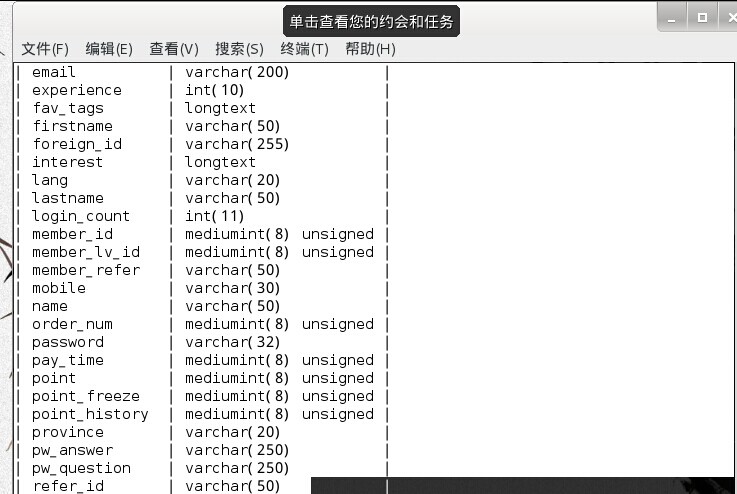 单击查看您的约会和任务
文件(F) 编辑(E) 查看(V) 搜索(S) 终端(T) 帮助(H)
| email | varchar(200) |
| experience | int(10) |
| fav_tags | longtext |
| firstname | varchar(50) |
| foreign_id | varchar(255) |
| interest | longtext |
| lang | varchar(20) |
| lastname | varchar(50) |
| login_count | int(11) |
| member_id | mediumint(8) unsigned |
| member_lv_id | mediumint(8) unsigned |
| member_refer | varchar(50) |
| mobile | varchar(30) |
| name | varchar(50) |
| order_num | mediumint(8) unsigned |
| password | varchar(32) |
| pay_time | mediumint(8) unsigned |
| point | mediumint(8) unsigned |
| point_freeze | mediumint(8) unsigned |
| point_history | mediumint(8) unsigned |
| province | varchar(20) |
| pw_answer | varchar(250) |
| pw_question | varchar(250) |
| refer_id | varchar(50) |